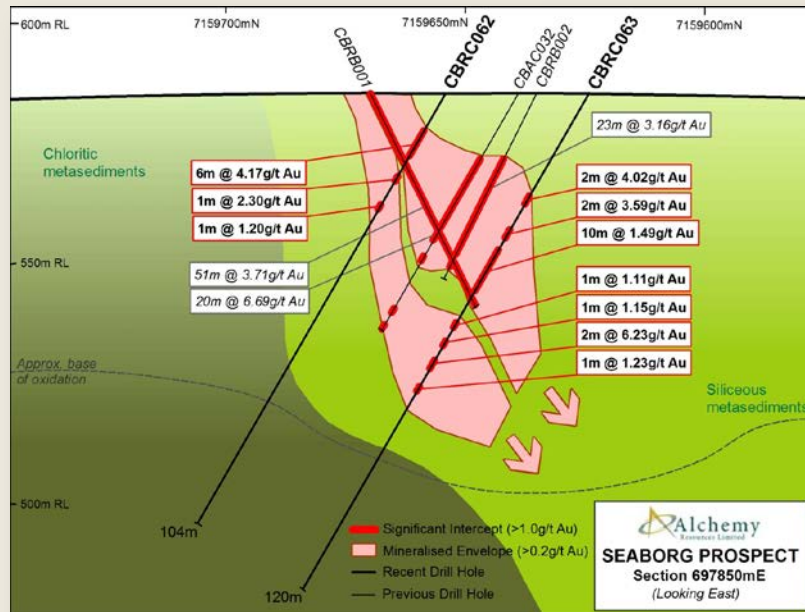 600m RL
7159700mN
7159650mN
7159600mN
CBRB001
CBRC062
CBAC032
CBRB002
CBRC063
23m @ 3.16g/t Au
Chloritic
metasediments
6m @ 4.17g/t Au
1m @ 2.30g/t Au
1m @ 1.20g/t Au
2m @ 4.02g/t Au
2m @ 3.59g/t Au
10m @ 1.49g/t Au
550m RL
51m @ 3.71g/t Au
20m @ 6.69g/t Au
1m @ 1.11g/t Au
1m @ 1.15g/t Au
2m @ 6.23g/t Au
1m @ 1.23g/t Au
Approx. base
of oxidation
Siliceous
metasediments
500m RL
104m
120m
Significant Intercept (>1.0g/t Au)
Mineralised Envelope (>0.2g/t Au)
Recent Drill Hole
Previous Drill Hole
Alchemy
Resources Limited
SEABORG PROSPECT
Section 697850mE
(Looking East)